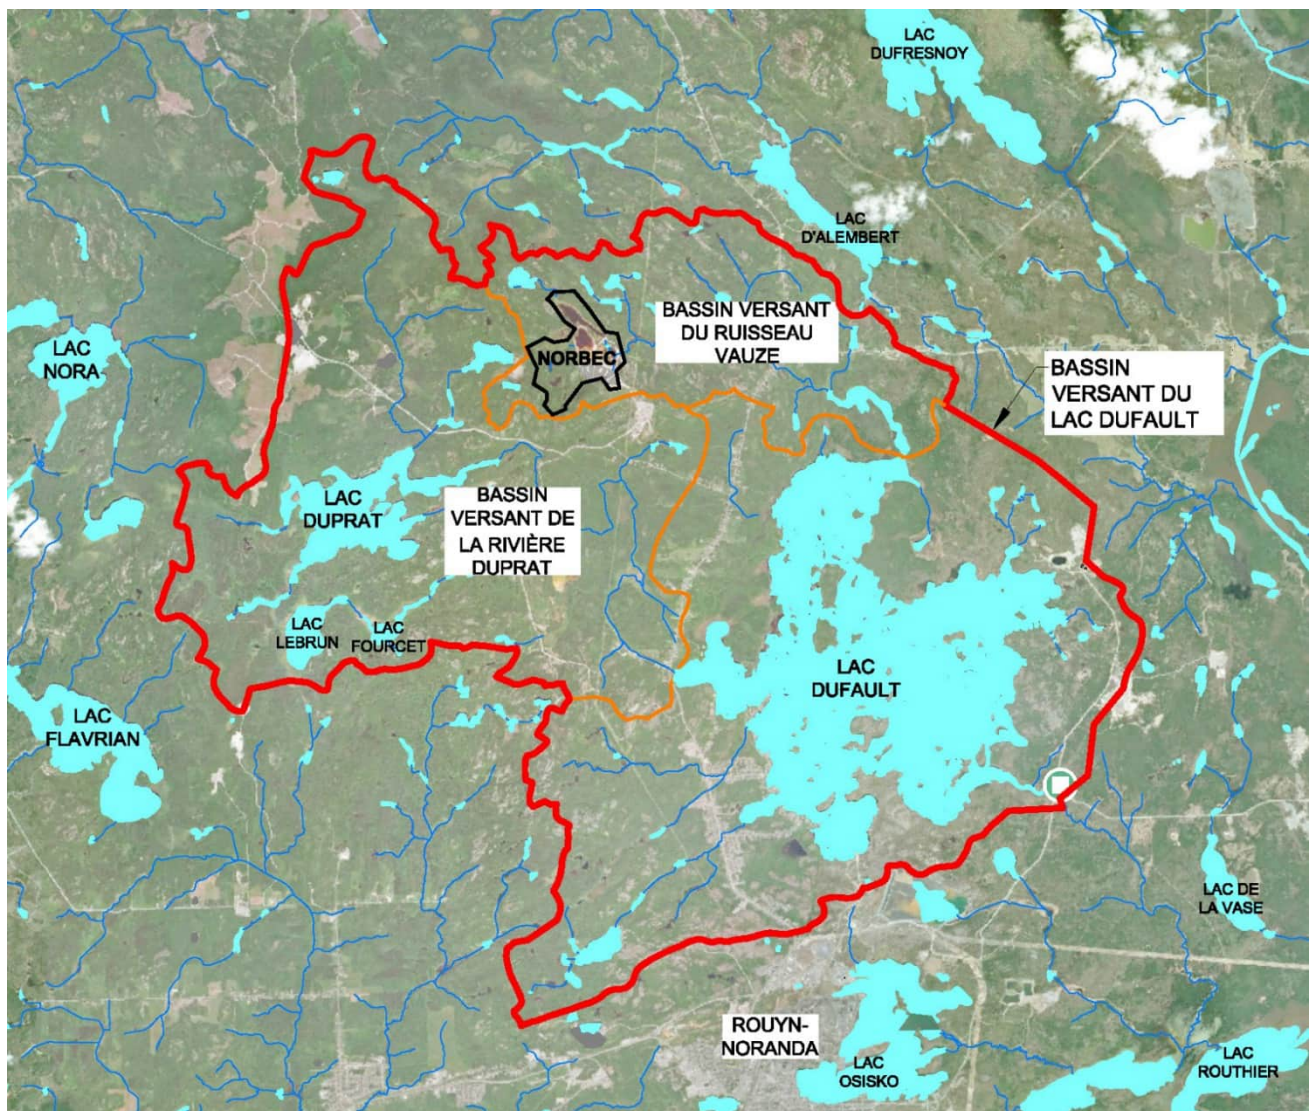 LAC
DUFRESNOY
LAC
D'ALEMBERT
BASSIN VERSANT
DU RUISSEAU
VAUZE
LAC
NORA
NORBEC
BASSIN
VERSANT DU
LAC DUFAULT
LAC
DUPRAT
BASSIN
VERSANT DE
LA RIVIÈRE
DUPRAT
LAC
LEBRUN
LAC
FOURCET
LAC
DUFAULT
LAC
FLAVRIAN
LAC DE
LA VASE
ROUYN-
NORANDA
LAC
OSISKO
LAC
ROUTHIER